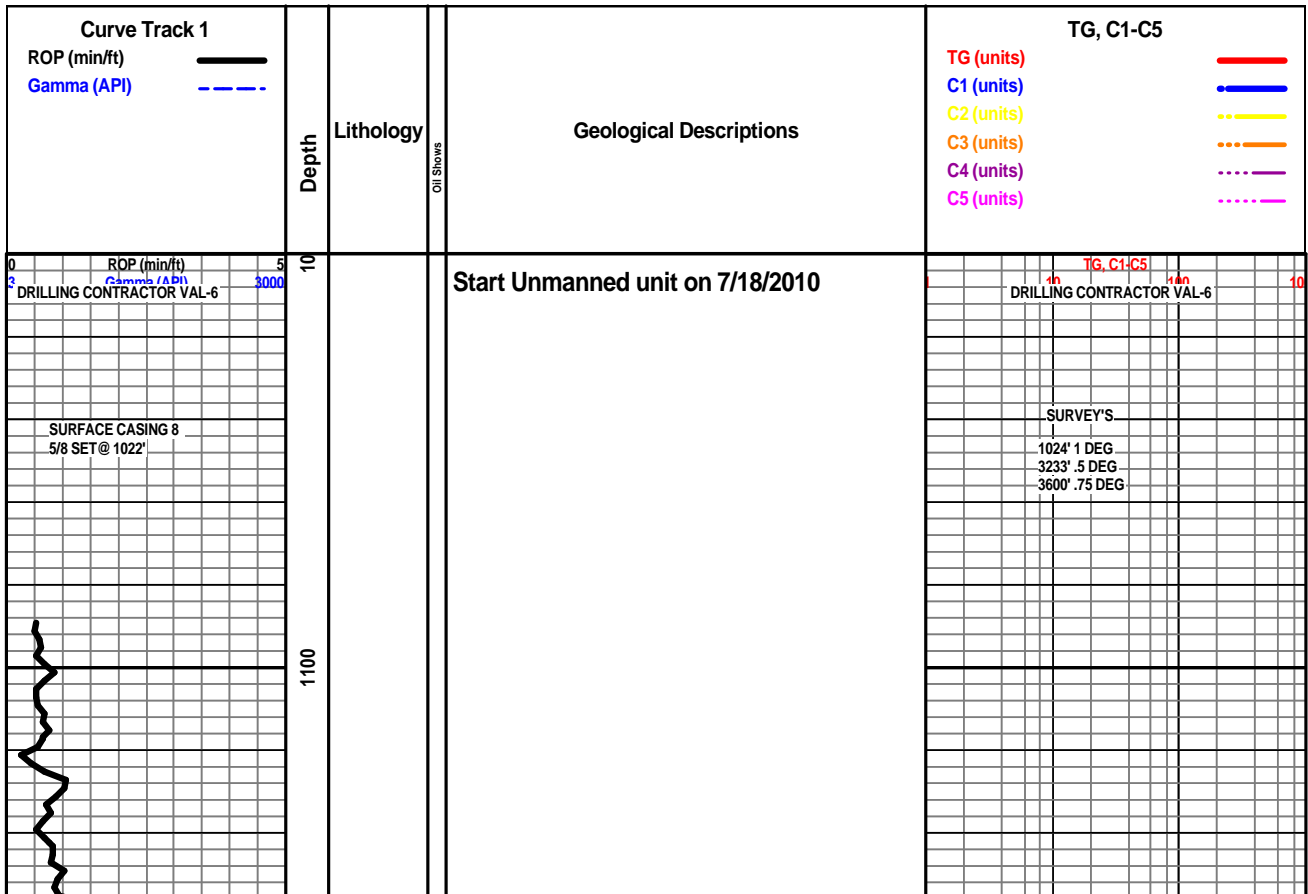 Curve Track 1
ROP (min/ft)
Gamma (API)
Depth
Lithology
Oil Shows
Geological Descriptions
TG, C1-C5
TG (units)
C1 (units)
C2 (units)
C3 (units)
C4 (units)
C5 (units)
0 ROP (min/ft) 5
3 Gamma (API) 3000
DRILLING CONTRACTOR VAL-6
SURFACE CASING 8
5/8 SET@ 1022'
10
1100
Start Unmanned unit on 7/18/2010
TG, C1-C5
1 10 100 10
DRILLING CONTRACTOR VAL-6
SURVEY'S
1024' 1 DEG
3233' .5 DEG
3600' .75 DEG